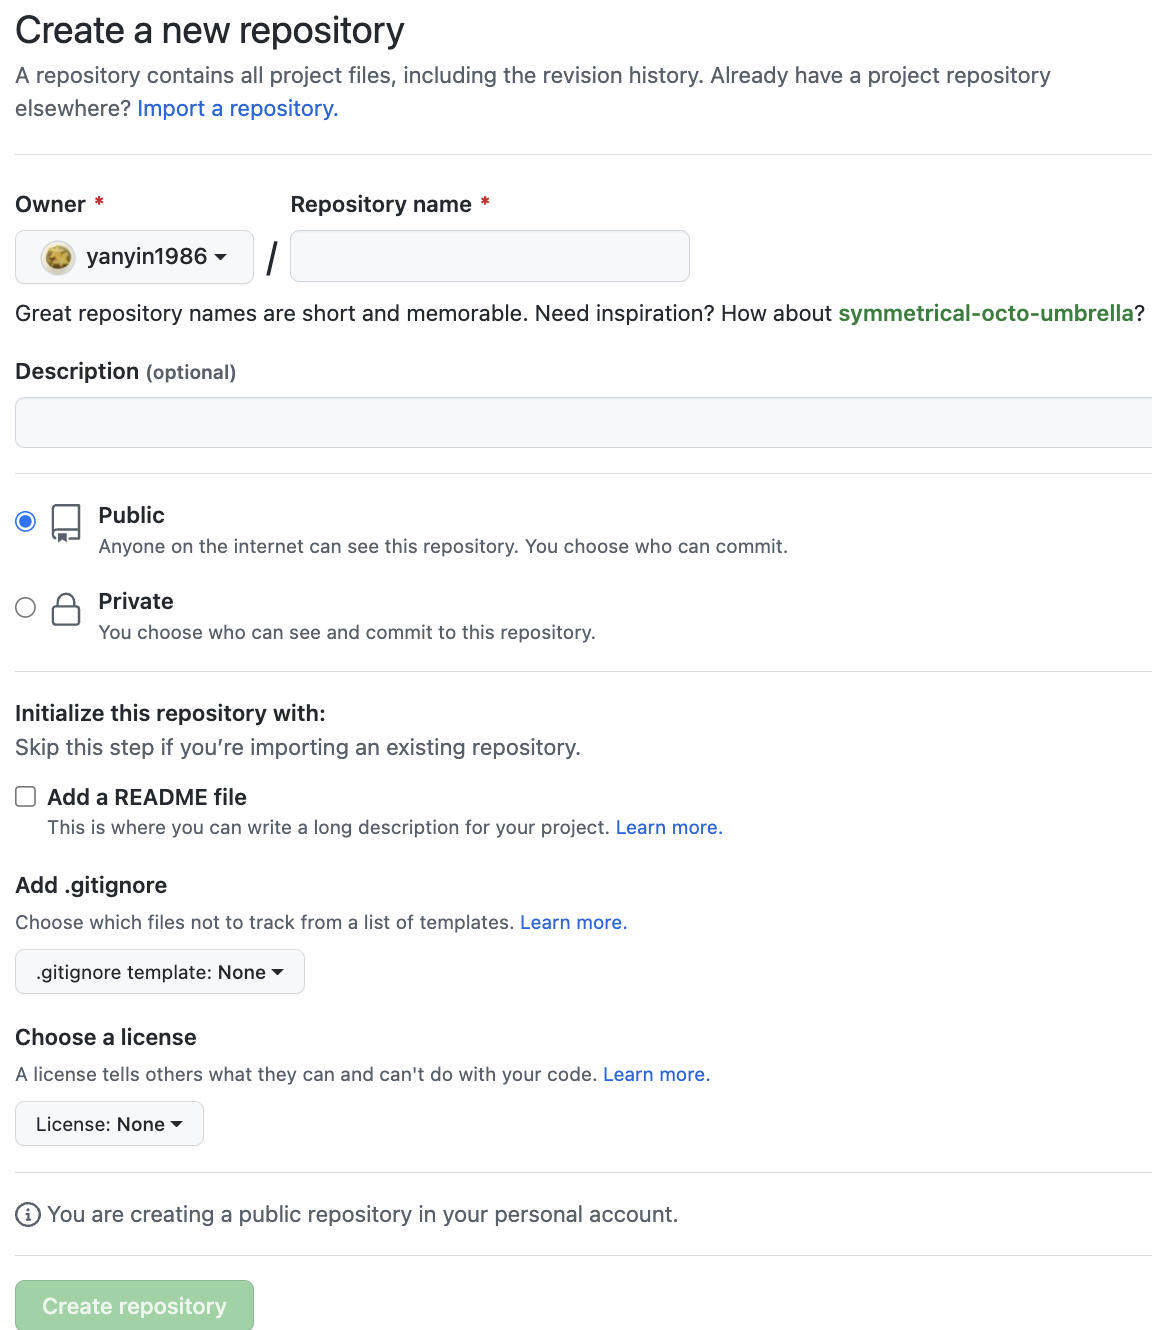 Create a new repository
A repository contains all project files, including the revision history. Already have a project repository
elsewhere? Import a repository.
Owner * Repository name *
yanyin1986 /
Great repository names are short and memorable. Need inspiration? How about symmetrical-octo-umbrella?
Description (optional)
Public
Anyone on the internet can see this repository. You choose who can commit.
Private
You choose who can see and commit to this repository.
Initialize this repository with:
Skip this step if you’re importing an existing repository.
Add a README file
This is where you can write a long description for your project. Learn more.
Add .gitignore
Choose which files not to track from a list of templates. Learn more.
.gitignore template: None
Choose a license
A license tells others what they can and can't do with your code. Learn more.
License: None
You are creating a public repository in your personal account.
Create repository